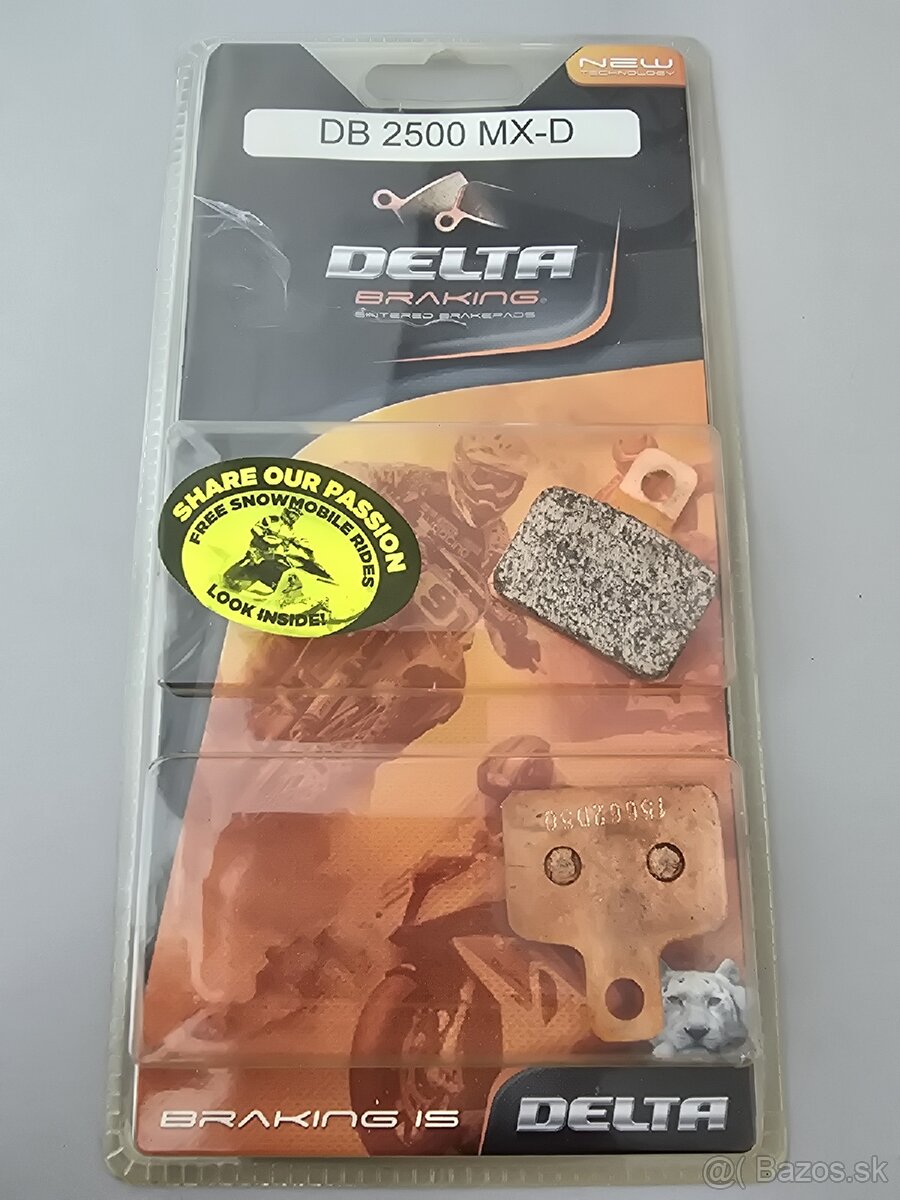 NEW
TECHNOLOGY
DB 2500 MX-D
DELTA
BRAKING
SINTERED BRAKEPADS
SHARE OUR PASSION
FREE SNOWMOBILE RIDES
LOOK INSIDE!
9
BRAKING IS
DELTA
@( Bazos.sk